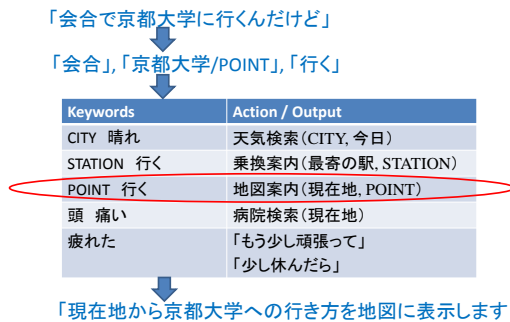 「会合で京都大学に行くんだけど」
「会合」,「京都大学/POINT」,「行く」
Keywords Action / Output
CITY 晴れ 天気検索(CITY, 今日)
STATION 行く 乗換案内(最寄の駅, STATION)
POINT 行く 地図案内(現在地, POINT)
頭 痛い 病院検索(現在地)
疲れた 「もう少し頑張って」
「少し休んだら」
「現在地から京都大学への行き方を地図に表示します